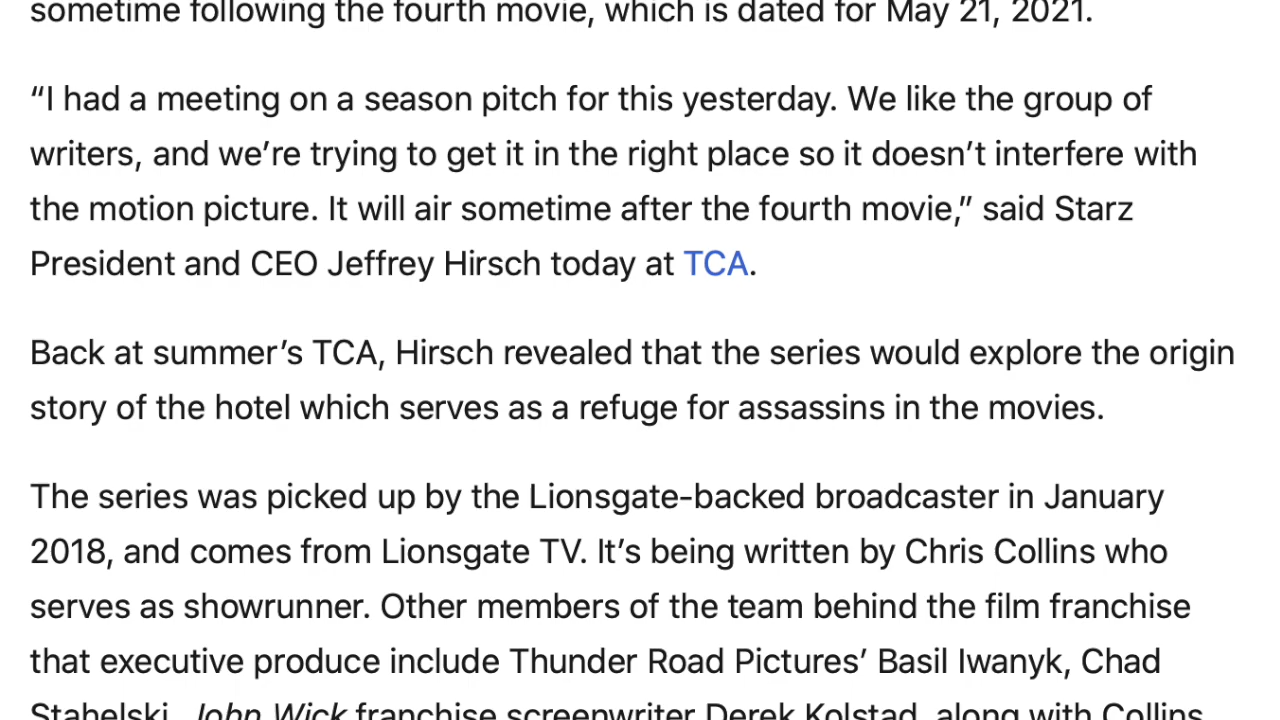 sometime following the fourth movie, which is dated for May 21, 2021.
“I had a meeting on a season pitch for this yesterday. We like the group of
writers, and we’re trying to get it in the right place so it doesn’t interfere with
the motion picture. It will air sometime after the fourth movie,” said Starz
President and CEO Jeffrey Hirsch today at TCA.
Back at summer’s TCA, Hirsch revealed that the series would explore the origin
story of the hotel which serves as a refuge for assassins in the movies.
The series was picked up by the Lionsgate-backed broadcaster in January
2018, and comes from Lionsgate TV. It’s being written by Chris Collins who
serves as showrunner. Other members of the team behind the film franchise
that executive produce include Thunder Road Pictures’ Basil Iwanyk, Chad
Stahelski, John Wick franchise screenwriter Derek Kolstad, along with Collins